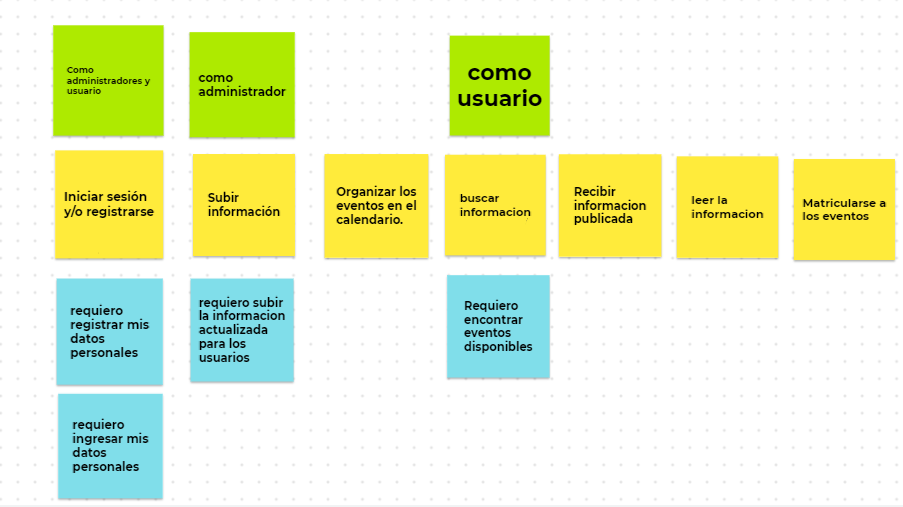 Como
administradores y
usuario
como
administrador
como
usuario
Iniciar sesión
y/o registrarse
Subir
información
Organizar los
eventos en el
calendario.
buscar
informacion
Recibir
informacion
publicada
leer la
informacion
Matricularse a
los eventos
requiero
registrar mis
datos
personales
requiero subir
la informacion
actualizada
para los
usuarios
Requiero
encontrar
eventos
disponibles
requiero
ingresar mis
datos
personales